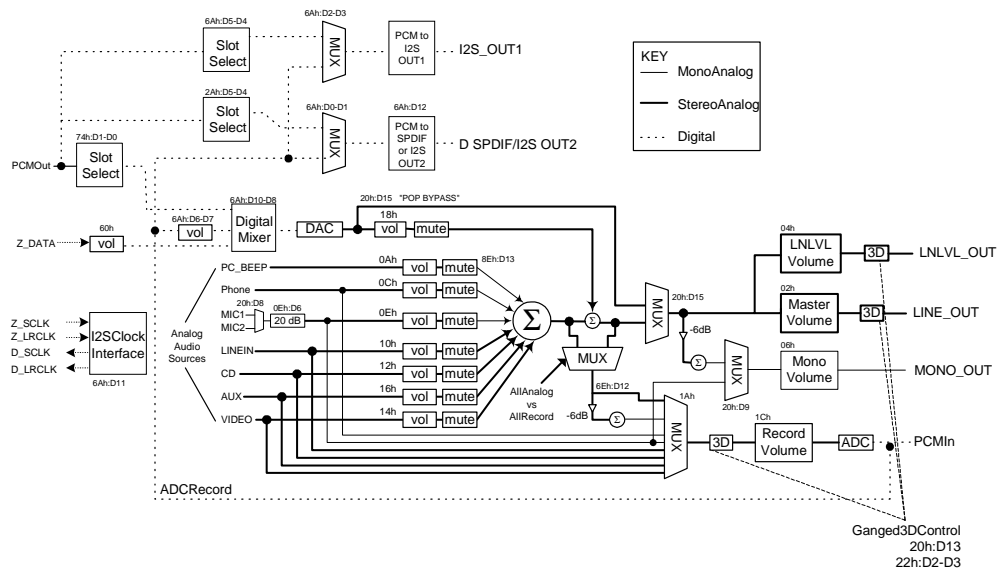 6Ah:D5-D4
Slot
Select
6Ah:D2-D3
MUX
PCM to
I2S
OUT1
I2S_OUT1
KEY
MonoAnalog
StereoAnalog
Digital
2Ah:D5-D4
Slot
Select
6Ah:D0-D1
MUX
6Ah:D12
PCM to
SPDIF
or I2S
OUT2
D SPDIF/I2S OUT2
74h:D1-D0
PCMOut
Slot
Select
6Ah:D10-D8
Digital
Mixer
6Ah:D6-D7
vol
60h
Z_DATA
vol
20h:D15 "POP BYPASS"
DAC
18h
vol
mute
PC_BEEP
0Ah
vol
mute
8Eh:D13
Phone
0Ch
vol
mute
20h:D8
MIC1
MIC2
0Eh:D6
20 dB
0Eh
vol
mute
LINEIN
10h
vol
mute
CD
12h
vol
mute
AUX
16h
vol
mute
VIDEO
14h
vol
mute
Analog
Audio
Sources
Z_SCLK
Z_LRCLK
D_SCLK
D_LRCLK
I2SClock
Interface
6Ah:D11
Σ
Σ
MUX
AllAnalog
vs
AllRecord
6Eh:D12
-6dB
Σ
MUX
20h:D15
-6dB
Σ
MUX
20h:D9
04h
LNLVL
Volume
3D
LNLVL_OUT
02h
Master
Volume
3D
LINE_OUT
06h
Mono
Volume
MONO_OUT
1Ah
MUX
3D
1Ch
Record
Volume
ADC
PCMIn
ADCRecord
Ganged3DControl
20h:D13
22h:D2-D3